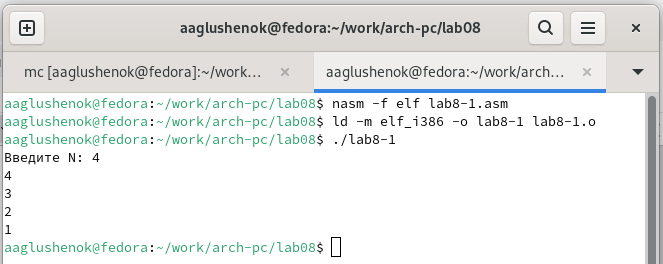 aaglushenok@fedora:~/work/arch-pc/lab08
mc [aaglushenok@fedora]:~/work...
aaglushenok@fedora:~/work/arch...
aaglushenok@fedora:~/work/arch-pc/lab08$ nasm -f elf lab8-1.asm
aaglushenok@fedora:~/work/arch-pc/lab08$ ld -m elf_i386 -o lab8-1 lab8-1.o
aaglushenok@fedora:~/work/arch-pc/lab08$ ./lab8-1
Введите N: 4
4
3
2
1
aaglushenok@fedora:~/work/arch-pc/lab08$